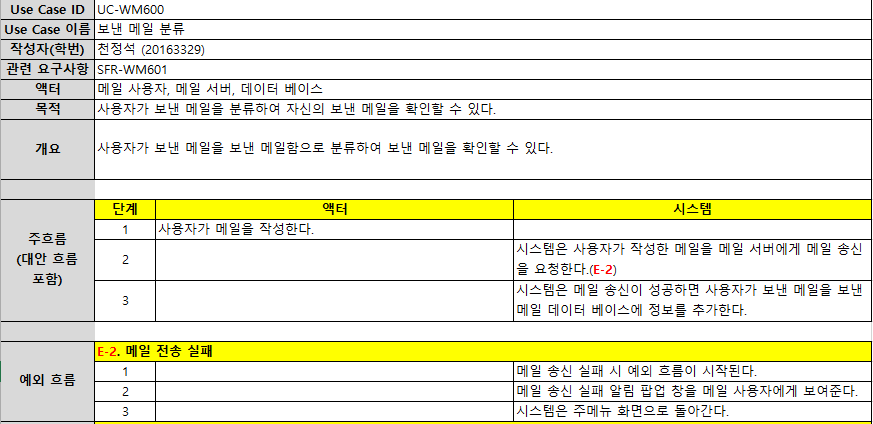 Use Case ID UC-WM600
Use Case 이름 보낸 메일 분류
작성자(학번) 천정석 (20163329)
관련 요구사항 SFR-WM601
액터 메일 사용자, 메일 서버, 데이터 베이스
목적 사용자가 보낸 메일을 분류하여 자신의 보낸 메일을 확인할 수 있다.
개요 사용자가 보낸 메일을 보낸 메일함으로 분류하여 보낸 메일을 확인할 수 있다.
주흐름
(대안 흐름
포함)
단계 액터 시스템
1 사용자가 메일을 작성한다.
2 시스템은 사용자가 작성한 메일을 메일 서버에게 메일 송신
을 요청한다.(E-2)
3 시스템은 메일 송신이 성공하면 사용자가 보낸 메일을 보낸
메일 데이터 베이스에 정보를 추가한다.
예외 흐름
E-2. 메일 전송 실패
1 메일 송신 실패 시 예외 흐름이 시작된다.
2 메일 송신 실패 알림 팝업 창을 메일 사용자에게 보여준다.
3 시스템은 주메뉴 화면으로 돌아간다.